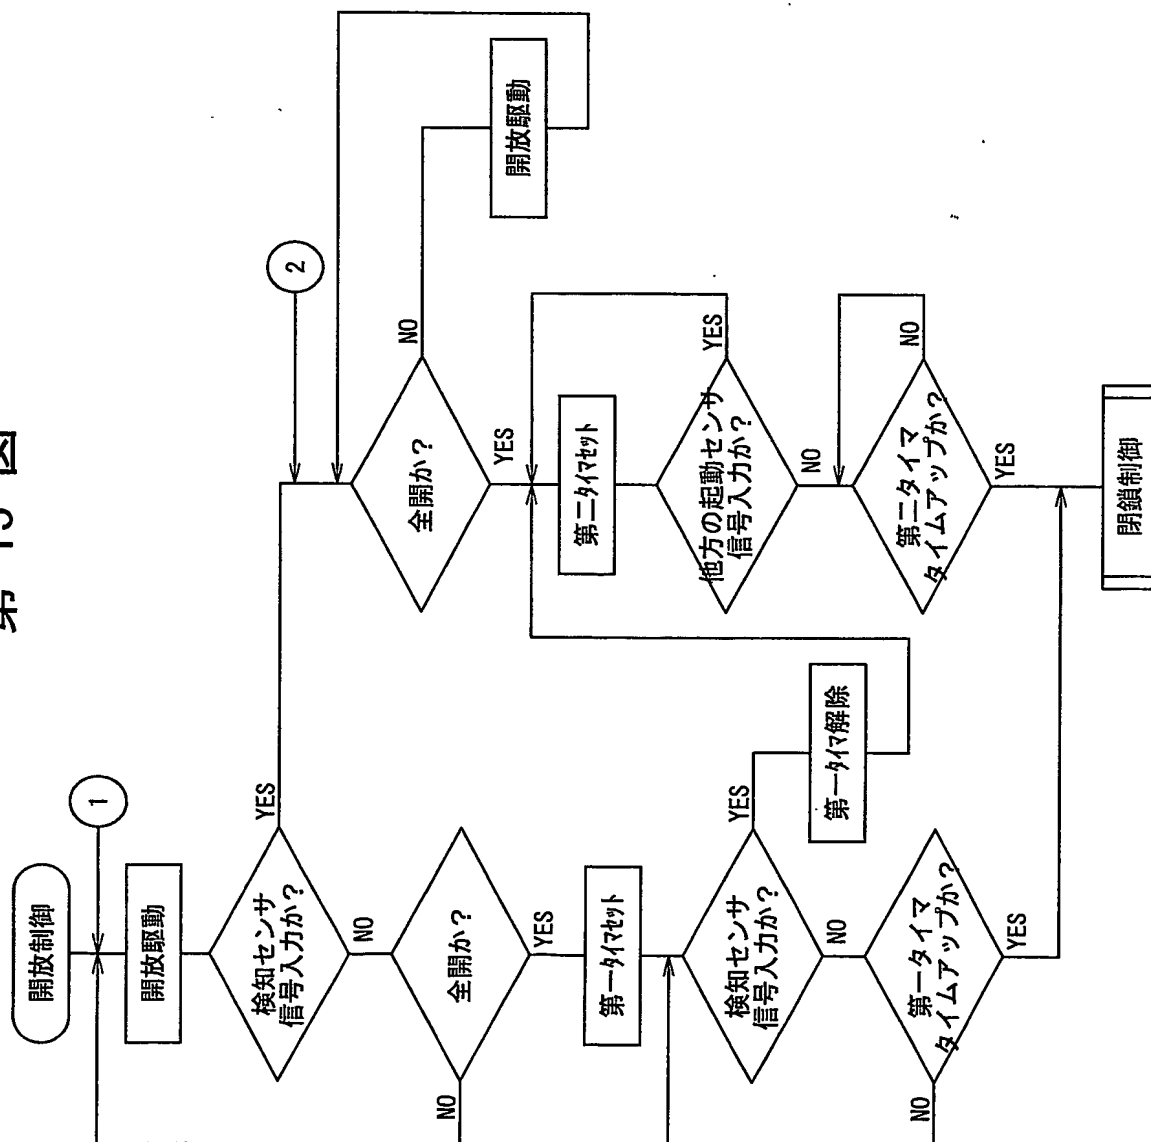 開放制御
1
開放駆動
検知センサ
信号入力か？
YES
NO
全開か？
NO
YES
第一タイマセット
検知センサ
信号入力か？
YES
NO
第一タイマ解除
第一タイマ
タイムアップか？
NO
YES
2
全開か？
NO
YES
開放駆動
第二タイマセット
他方の起動センサ
信号入力か？
YES
NO
第二タイマ
タイムアップか？
NO
YES
閉鎖制御